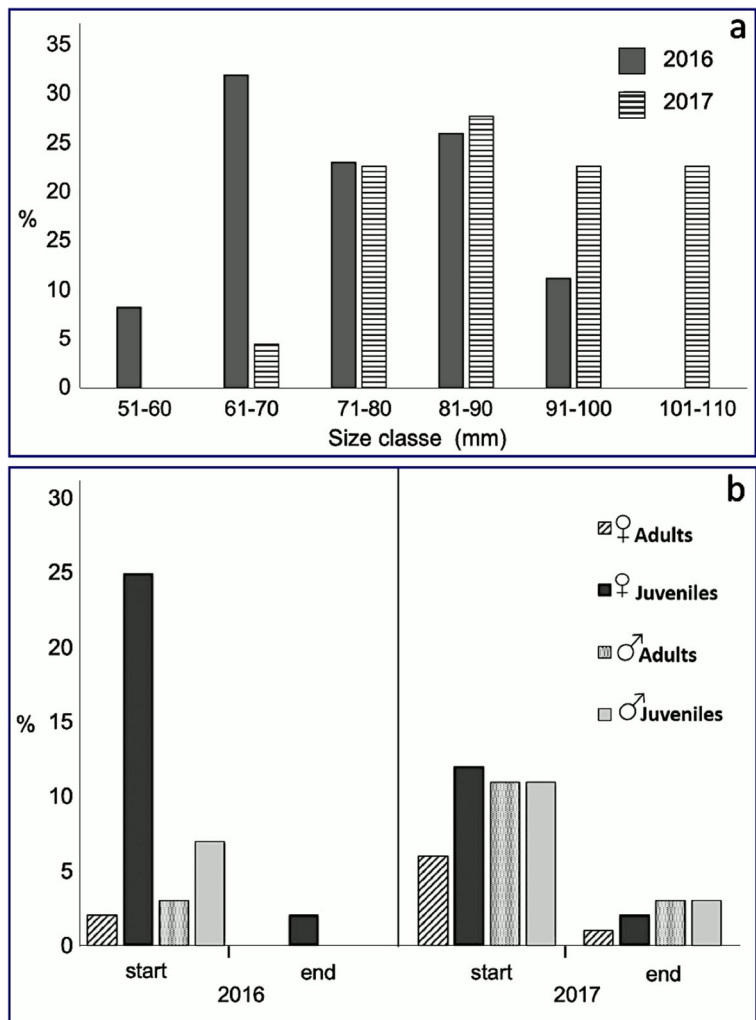 a
35
30
25
20
25
10
5
0
%
2016
2017
51-60 61-70 71-80 81-90 91-100 101-110
Size classe (mm)
b
30
25
20
15
10
5
0
%
♀ Adults
♀ Juveniles
♂ Adults
♂ Juveniles
start end start end
2016 2017